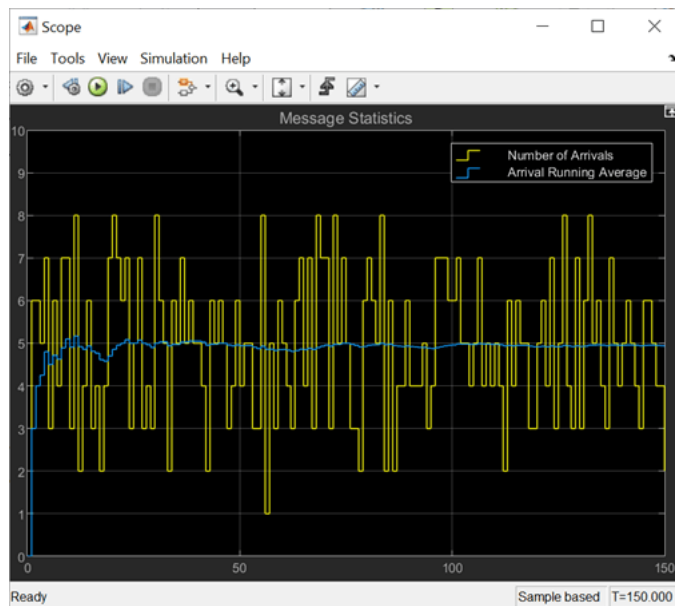 Scope
File Tools View Simulation Help
Message Statistics
Number of Arrivals
Arrival Running Average
10
9
8
7
6
5
4
3
2
1
0
0 50 100 150
Ready Sample based T=150.000